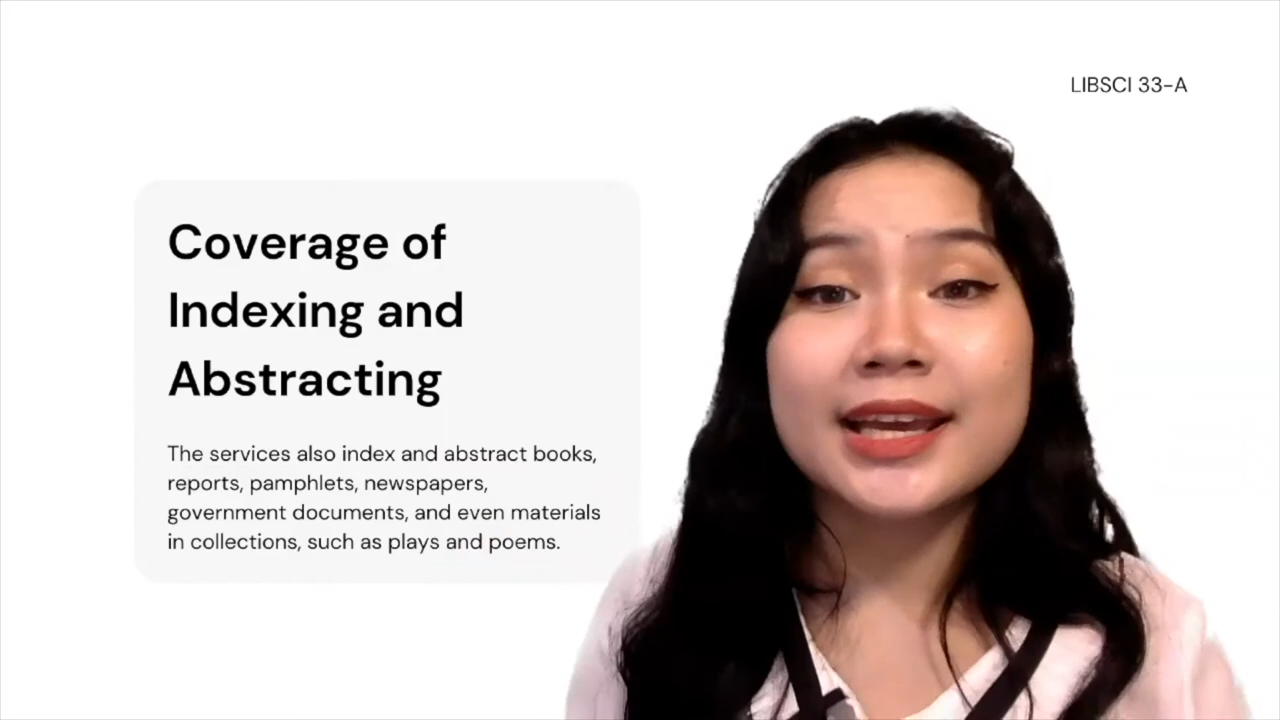 LIBSCI 33-A
Coverage of
Indexing and
Abstracting
The services also index and abstract books,
reports, pamphlets, newspapers,
government documents, and even materials
in collections, such as plays and poems.